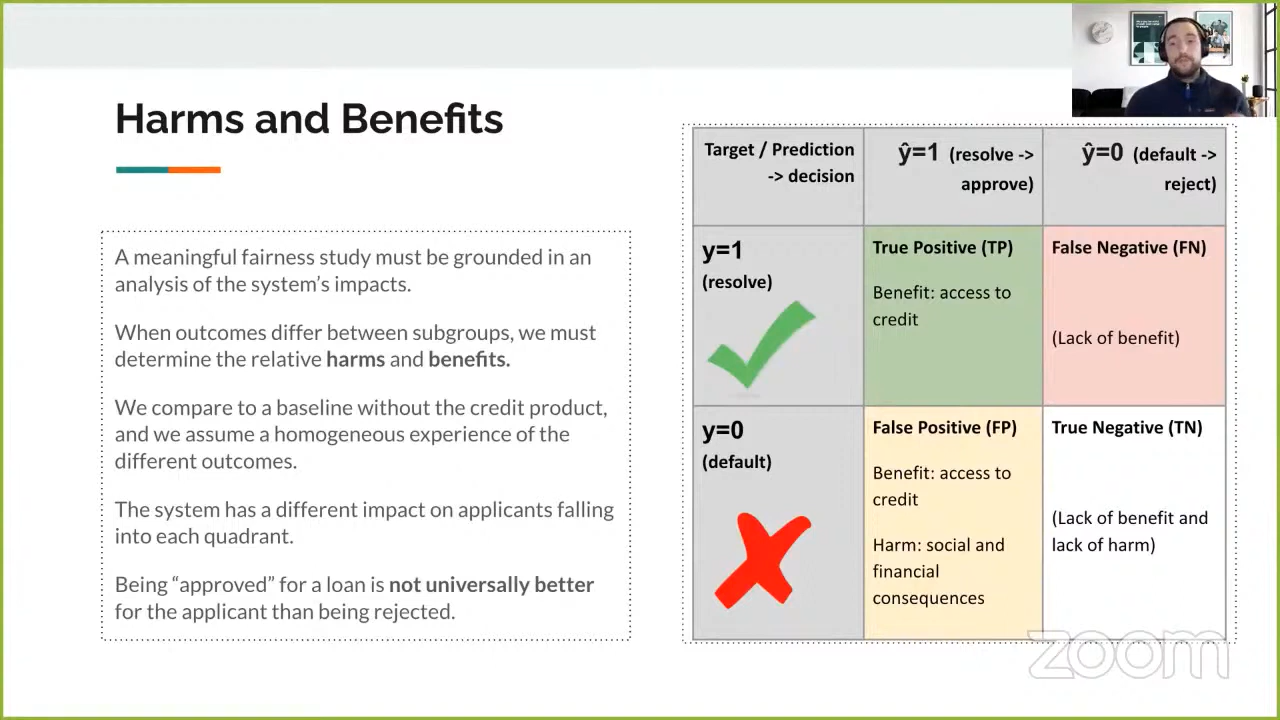 Harms and Benefits
A meaningful fairness study must be grounded in an
analysis of the system's impacts.
When outcomes differ between subgroups, we must
determine the relative harms and benefits.
We compare to a baseline without the credit product,
and we assume a homogeneous experience of the
different outcomes.
The system has a different impact on applicants falling
into each quadrant.
Being “approved” for a loan is not universally better
for the applicant than being rejected.
Target / Prediction
-> decision
ŷ=1 (resolve ->
approve)
ŷ=0 (default ->
reject)
y=1
(resolve)
True Positive (TP)
Benefit: access to
credit
False Negative (FN)
(Lack of benefit)
y=0
(default)
False Positive (FP)
Benefit: access to
credit
Harm: social and
financial
consequences
True Negative (TN)
(Lack of benefit and
lack of harm)
zoom